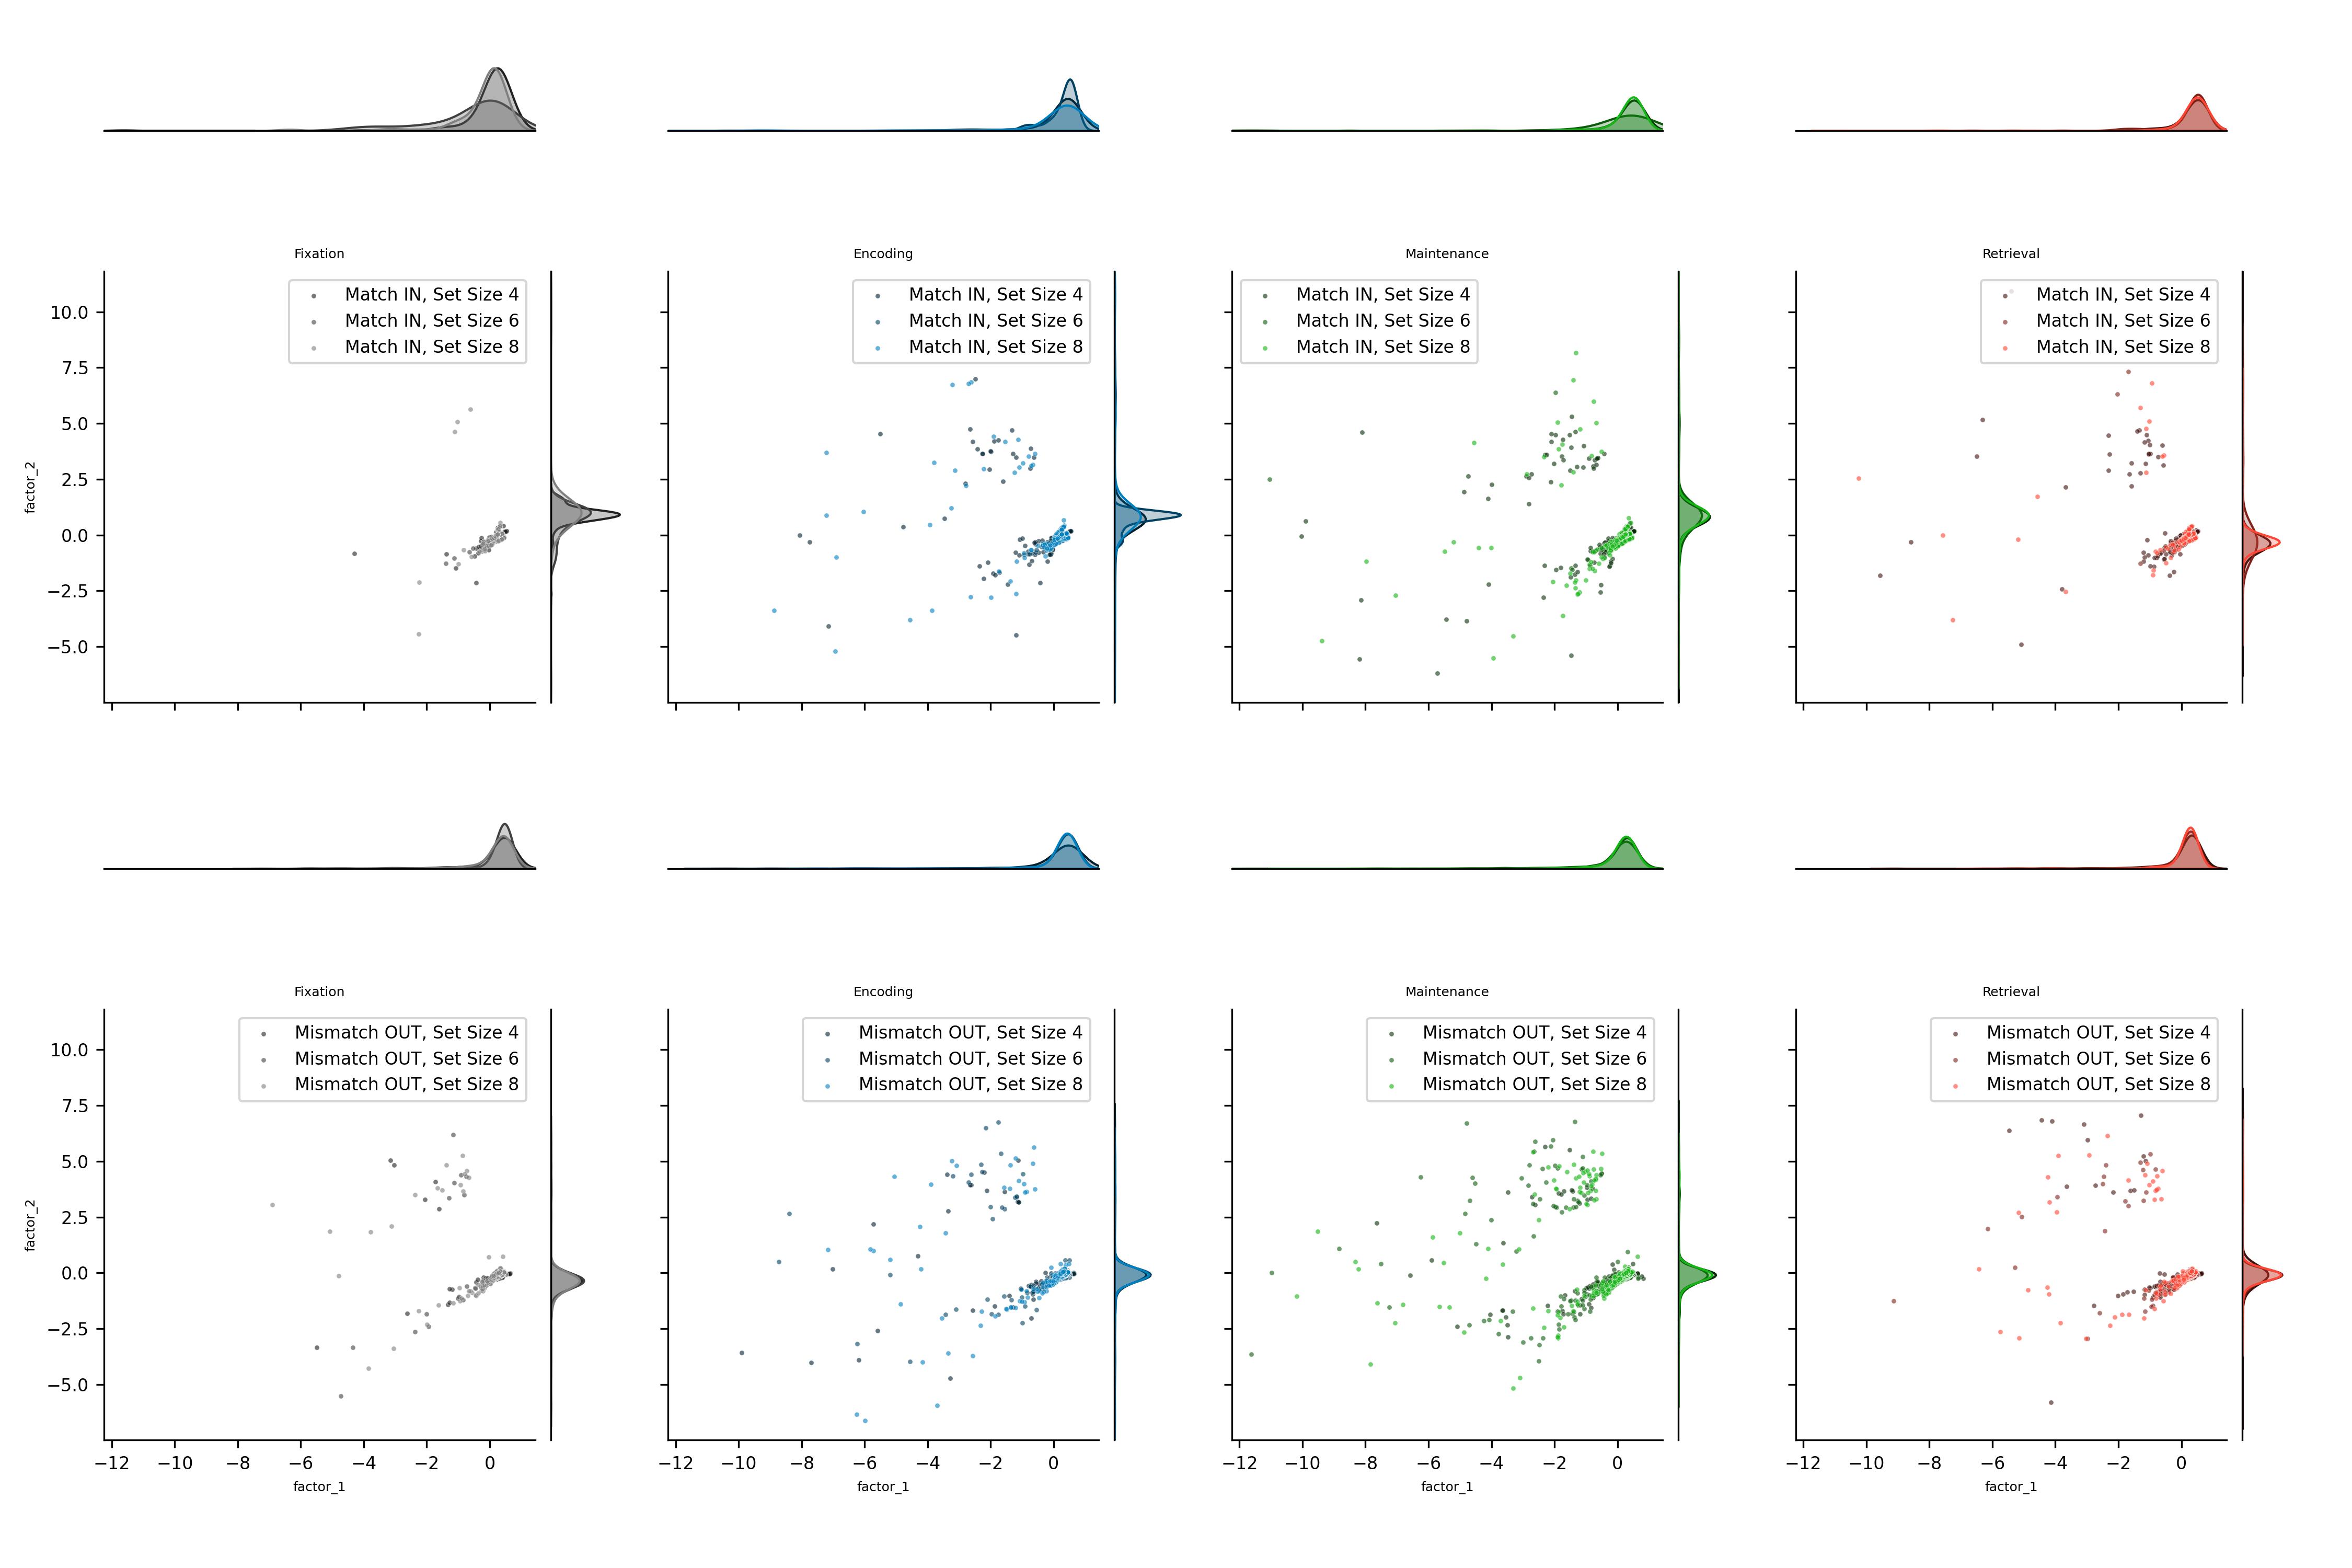 Fixation
Encoding
Maintenance
Retrieval
Match IN, Set Size 4
Match IN, Set Size 6
Match IN, Set Size 8
Match IN, Set Size 4
Match IN, Set Size 6
Match IN, Set Size 8
Match IN, Set Size 4
Match IN, Set Size 6
Match IN, Set Size 8
Match IN, Set Size 4
Match IN, Set Size 6
Match IN, Set Size 8
10.0
7.5
5.0
2.5
0.0
−2.5
−5.0
factor_2
Fixation
Encoding
Maintenance
Retrieval
Mismatch OUT, Set Size 4
Mismatch OUT, Set Size 6
Mismatch OUT, Set Size 8
Mismatch OUT, Set Size 4
Mismatch OUT, Set Size 6
Mismatch OUT, Set Size 8
Mismatch OUT, Set Size 4
Mismatch OUT, Set Size 6
Mismatch OUT, Set Size 8
Mismatch OUT, Set Size 4
Mismatch OUT, Set Size 6
Mismatch OUT, Set Size 8
10.0
7.5
5.0
2.5
0.0
−2.5
−5.0
factor_2
−12 −10 −8 −6 −4 −2 0
−12 −10 −8 −6 −4 −2 0
−12 −10 −8 −6 −4 −2 0
−12 −10 −8 −6 −4 −2 0
factor_1
factor_1
factor_1
factor_1